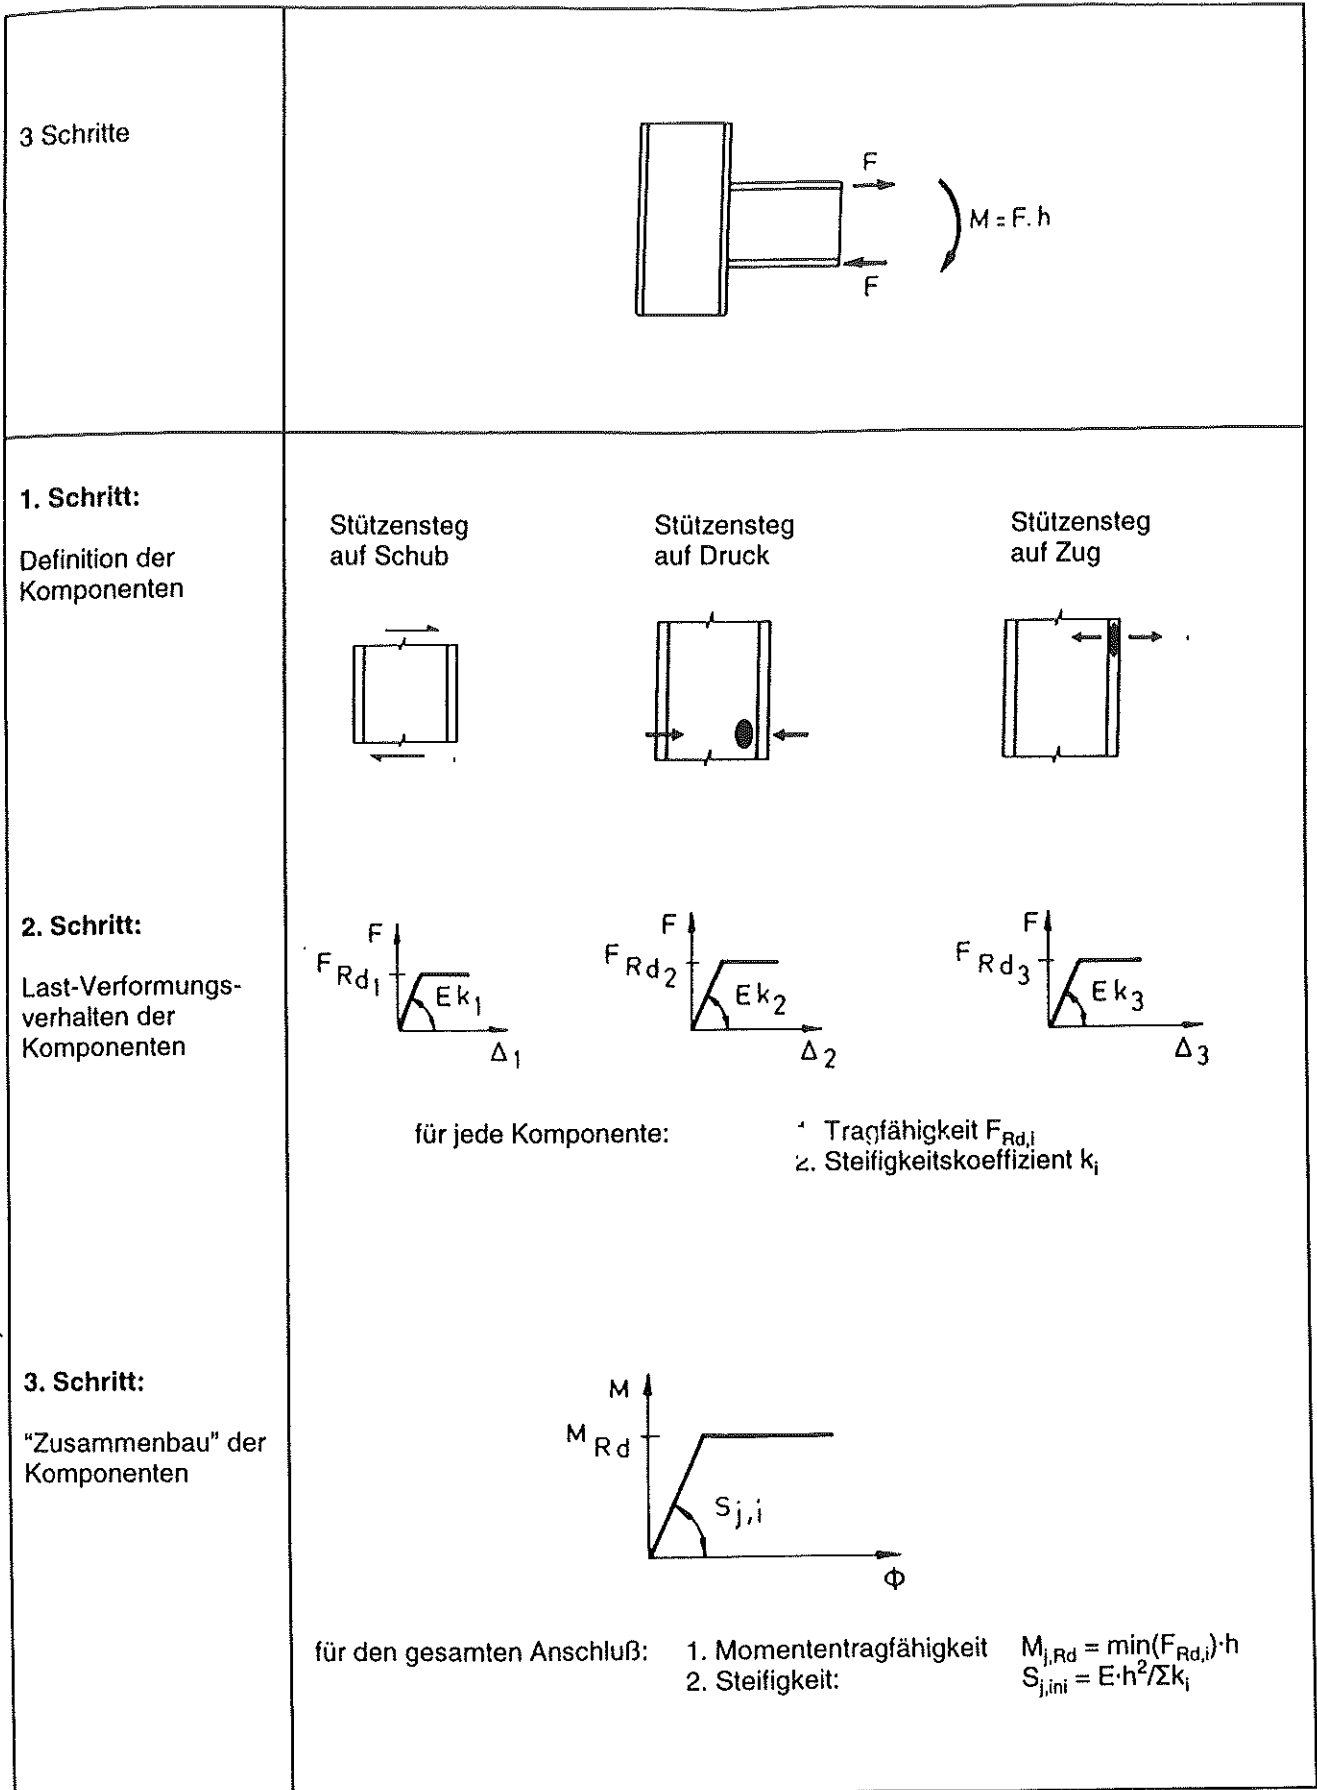 3 Schritte
F
M = F. h
F
1. Schritt:
Definition der
Komponenten
Stützensteg
auf Schub
Stützensteg
auf Druck
Stützensteg
auf Zug
2. Schritt:
Last-Verformungs-
verhalten der
Komponenten
F
F Rd1
Ek1
Δ1
F
F Rd2
Ek2
Δ2
F
F Rd3
Ek3
Δ3
für jede Komponente:
Tragfähigkeit FRd,i
2. Steifigkeitskoeffizient ki
3. Schritt:
"Zusammenbau" der
Komponenten
M
M Rd
Sj,i
Φ
für den gesamten Anschluß: 1. Momententragfähigkeit Mj,Rd = min(FRd,i)·h
2. Steifigkeit: Sj,ini = E·h²/Σki